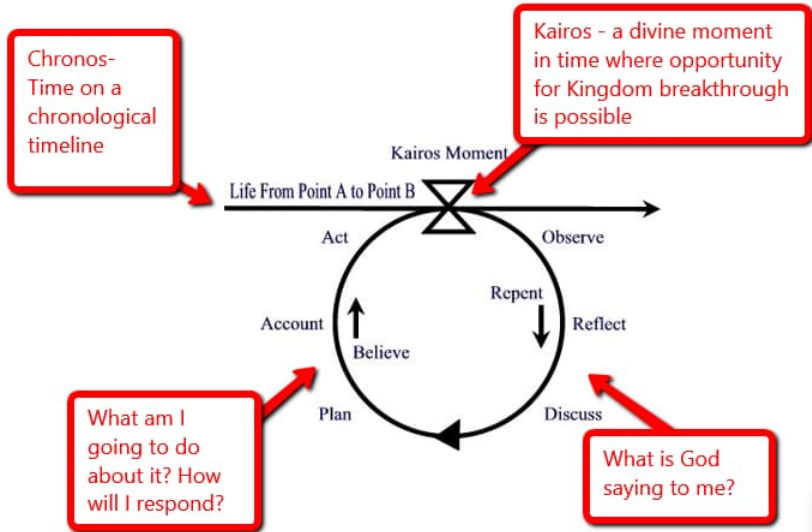 Chronos-
Time on a
chronological
timeline
Kairos - a divine moment
in time where opportunity
for Kingdom breakthrough
is possible
Kairos Moment
Life From Point A to Point B
Act
Observe
Repent
Account
Reflect
Believe
Plan
Discuss
What am I
going to do
about it? How
will I respond?
What is God
saying to me?